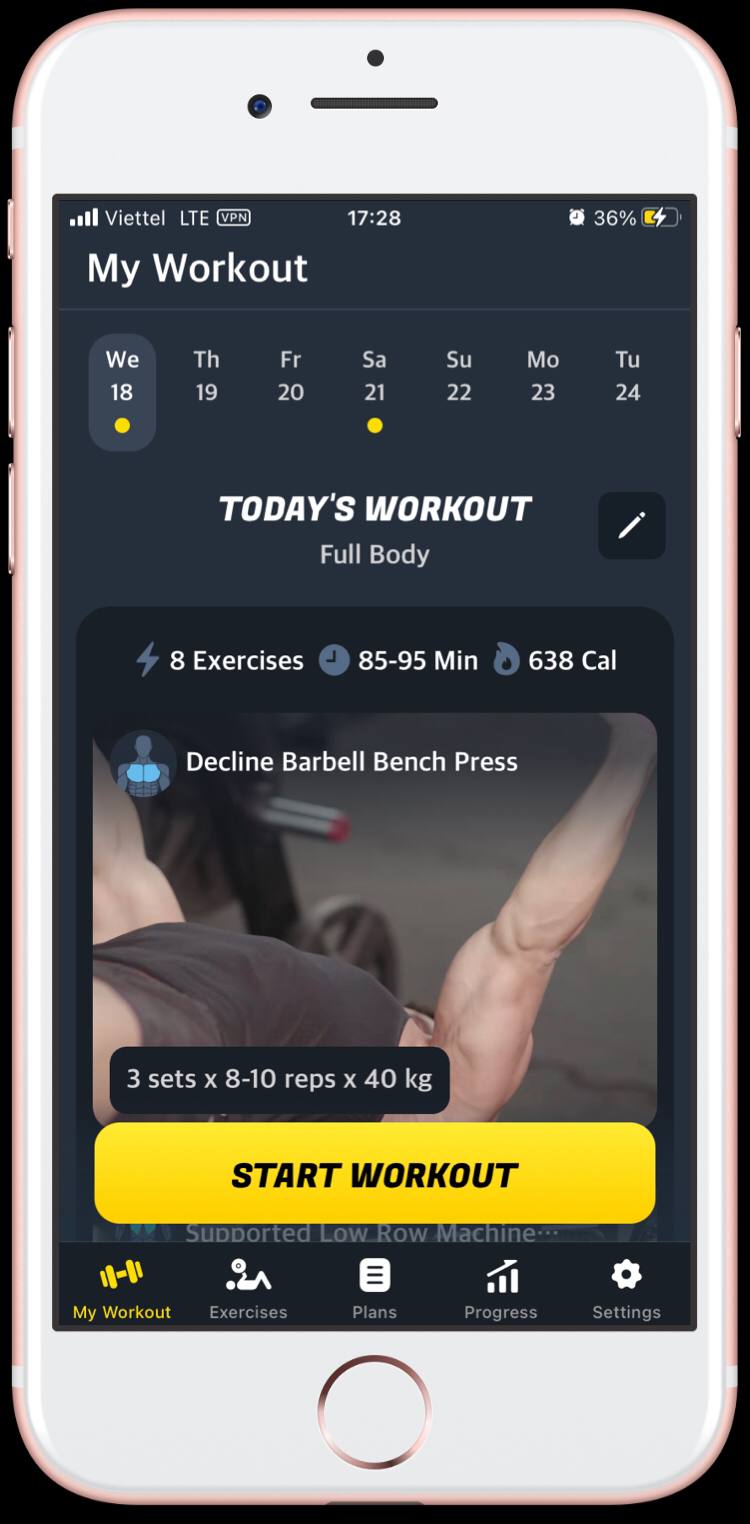 Viettel LTE VPN 17:28 36%
My Workout
We Th Fr Sa Su Mo Tu
18 19 20 21 22 23 24
TODAY'S WORKOUT
Full Body
8 Exercises 85-95 Min 638 Cal
Decline Barbell Bench Press
3 sets x 8-10 reps x 40 kg
START WORKOUT
Supported Low Row Machine...
My Workout Exercises Plans Progress Settings